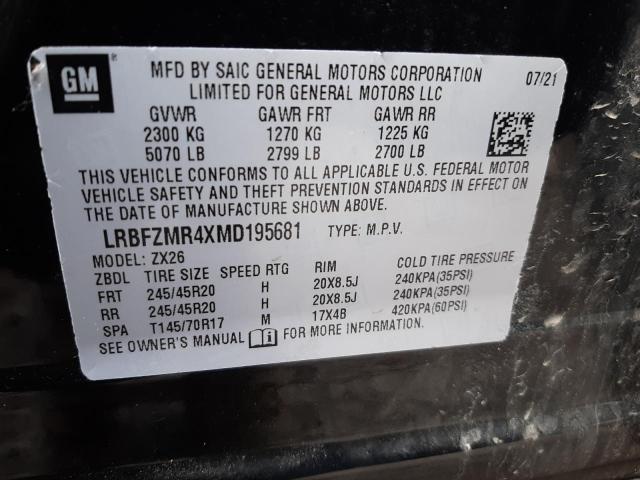 GM
MFD BY SAIC GENERAL MOTORS CORPORATION 07/21
LIMITED FOR GENERAL MOTORS LLC
GVWR GAWR FRT GAWR RR
2300 KG 1270 KG 1225 KG
5070 LB 2799 LB 2700 LB
THIS VEHICLE CONFORMS TO ALL APPLICABLE U.S. FEDERAL MOTOR
VEHICLE SAFETY AND THEFT PREVENTION STANDARDS IN EFFECT ON
THE DATE OF MANUFACTURE SHOWN ABOVE.
LRBFZMR4XMD195681 TYPE: M.P.V.
MODEL: ZX26
ZBDL TIRE SIZE SPEED RTG RIM COLD TIRE PRESSURE
FRT 245/45R20 H 20X8.5J 240KPA(35PSI)
RR 245/45R20 H 20X8.5J 240KPA(35PSI)
SPA T145/70R17 M 17X4B 420KPA(60PSI)
SEE OWNER'S MANUAL FOR MORE INFORMATION.